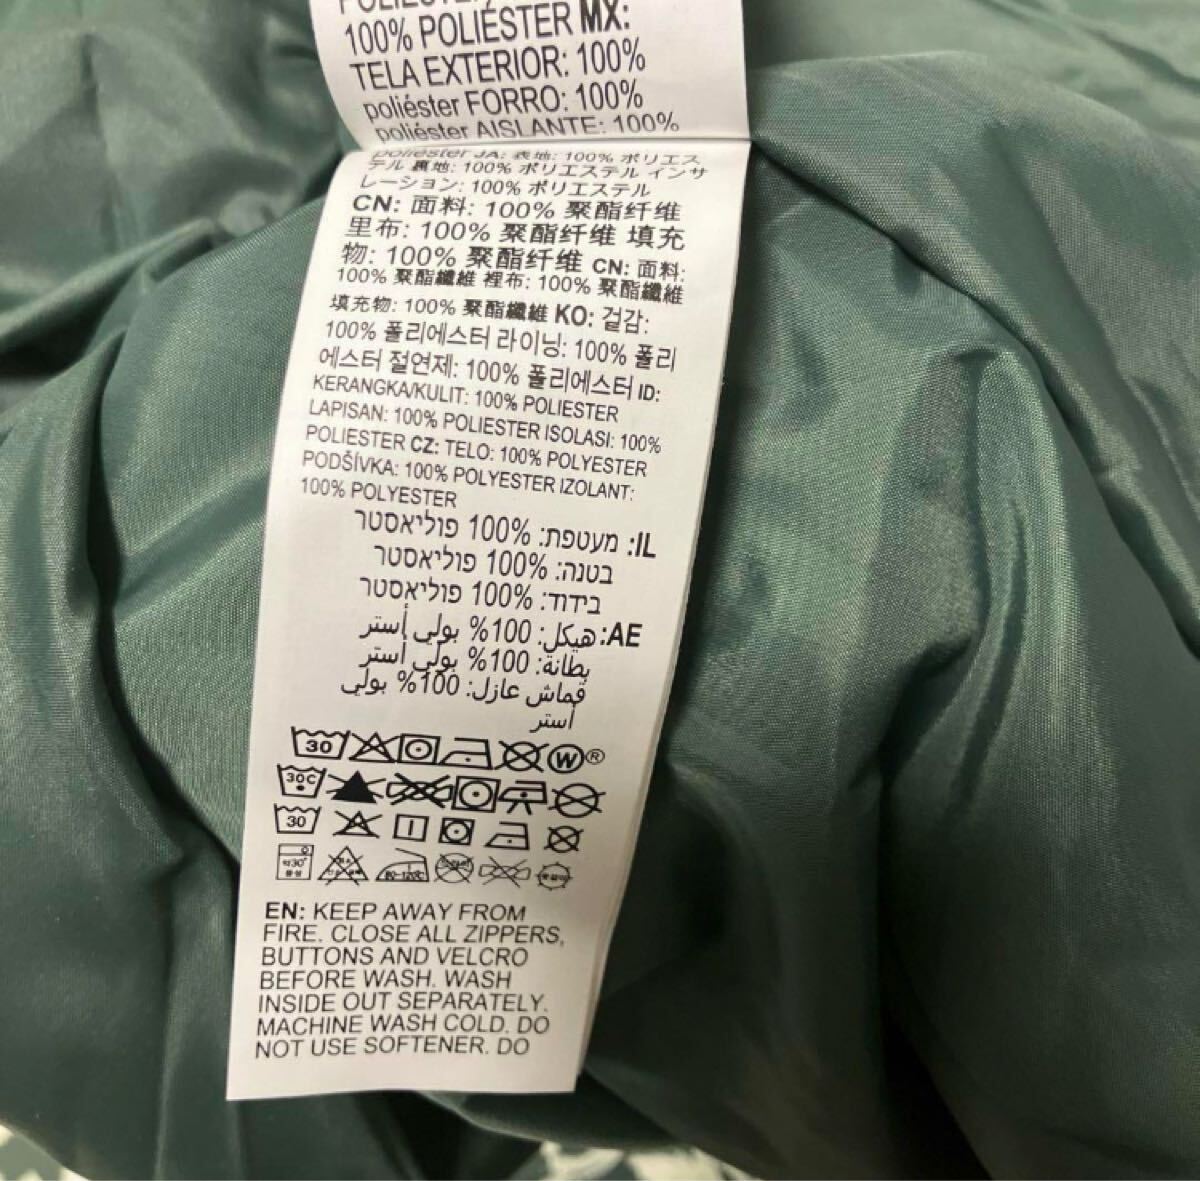 100% POLIÉSTER MX:
TELA EXTERIOR: 100%
poliéster FORRO: 100%
poliéster AISLANTE: 100%
poliéster JA: 表地: 100% ポリエス
テル 裏地: 100% ポリエステル インサ
レーション: 100% ポリエステル
CN: 面料: 100% 聚酯纤维
里布: 100% 聚酯纤维 填充
物: 100% 聚酯纤维 CN: 面料:
100% 聚酯纖維 裡布: 100% 聚酯纖維
填充物: 100% 聚酯纖維 KO: 겉감:
100% 폴리에스터 라이닝: 100% 폴리
에스터 절연제: 100% 폴리에스터 ID:
KERANGKA/KULIT: 100% POLIESTER
LAPISAN: 100% POLIESTER ISOLASI: 100%
POLIESTER CZ: TELO: 100% POLYESTER
PODŠÍVKA: 100% POLYESTER IZOLANT:
100% POLYESTER
IL: מעטפת: 100% פוליאסטר
בטנה: 100% פוליאסטר
בידוד: 100% פוליאסטר
AE: هيكل: 100% بولي أستر
بطانة: 100% بولي أستر
قماش عازل: 100% بولي
أستر
30 W®
30C
30
약30° 중성 80~120℃
EN: KEEP AWAY FROM
FIRE. CLOSE ALL ZIPPERS,
BUTTONS AND VELCRO
BEFORE WASH. WASH
INSIDE OUT SEPARATELY.
MACHINE WASH COLD. DO
NOT USE SOFTENER. DO